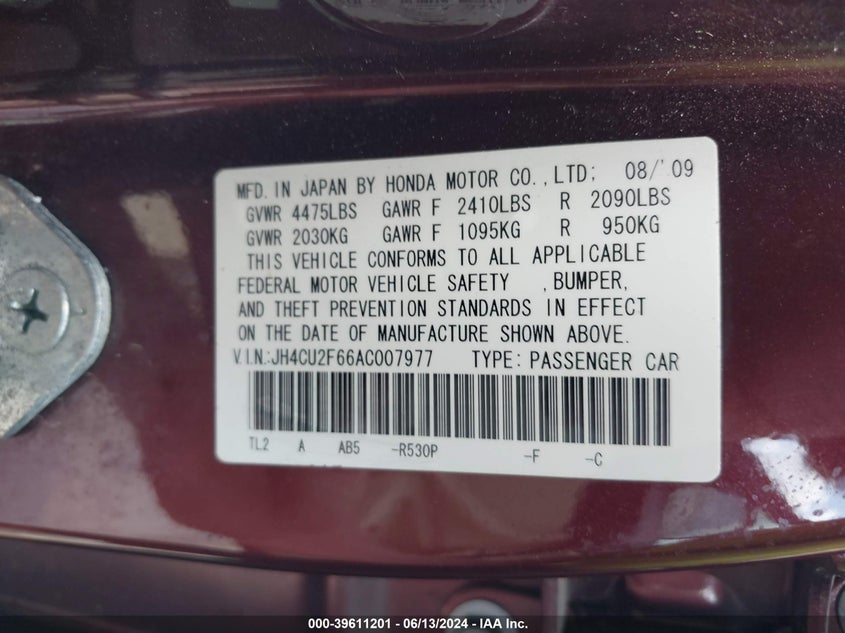 MFD. IN JAPAN BY HONDA MOTOR CO.,LTD; 08/'09
GVWR 4475LBS GAWR F 2410LBS R 2090LBS
GVWR 2030KG GAWR F 1095KG R 950KG
THIS VEHICLE CONFORMS TO ALL APPLICABLE
FEDERAL MOTOR VEHICLE SAFETY , BUMPER,
AND THEFT PREVENTION STANDARDS IN EFFECT
ON THE DATE OF MANUFACTURE SHOWN ABOVE.
V.I.N.:JH4CU2F66AC007977 TYPE: PASSENGER CAR
TL2 A AB5 -R530P -F -C
000-39611201 - 06/13/2024 - IAA Inc.